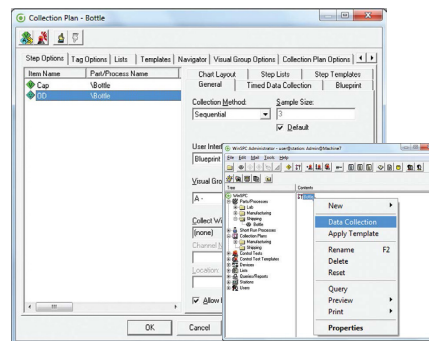 Collection Plan - Bottle
Step Options Tag Options Lists Templates Navigator Visual Group Options Collection Plan Options
Item Name Part/Process Name
Cap \Bottle
OD \Bottle
Chart Layout Step Lists Step Templates
General Timed Data Collection Blueprint
Collection Method: Sample Size:
Sequential 3
Default
User Interf
Blueprint
Visual Gro
A -
Collect Wi
(none)
Channel N
Location:
Allow
OK Cancel
WinSPC Administrator - user@station: Admin@Machine7
File Edit Mail Tools Help
Tree Contents
WinSPC
Parts/Processes
Lab
Manufacturing
Shipping
Bottle
Short Run Processes
Collection Plans
Manufacturing
Shipping
Control Tests
Control Test Templates
Devices
Lists
Queries/Reports
Stations
Users
New
Data Collection
Apply Template
Rename F2
Delete
Reset
Query
Preview
Print
Properties